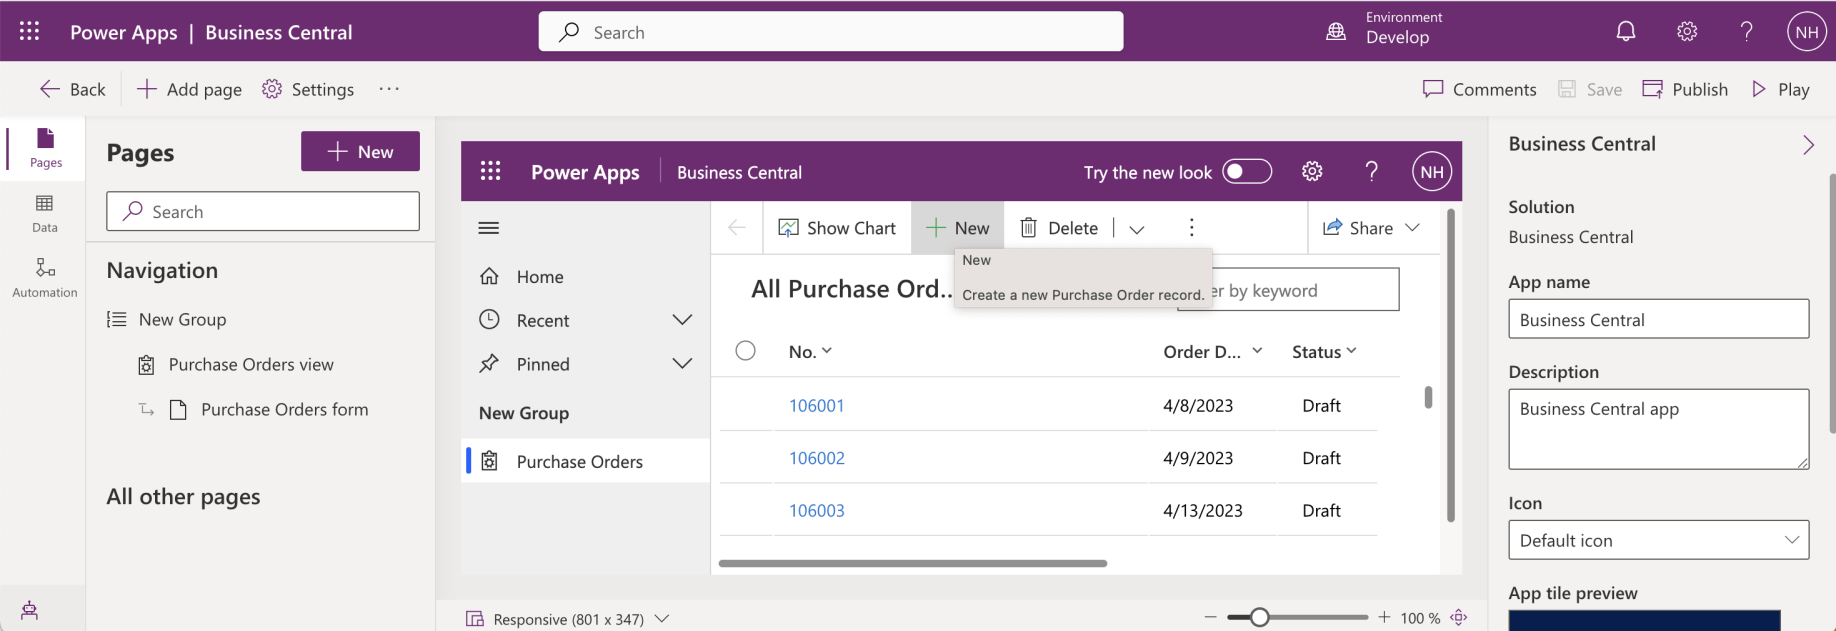 Power Apps | Business Central
Search
Environment
Develop
NH
Back
Add page
Settings
Comments
Save
Publish
Play
Pages
Data
Automation
Pages
New
Search
Navigation
New Group
Purchase Orders view
Purchase Orders form
All other pages
Power Apps
Business Central
Try the new look
NH
Home
Recent
Pinned
New Group
Purchase Orders
Show Chart
New
Delete
Share
New
Create a new Purchase Order record.
All Purchase Ord...
by keyword
No.
Order D...
Status
106001 4/8/2023 Draft
106002 4/9/2023 Draft
106003 4/13/2023 Draft
Responsive (801 x 347)
100 %
Business Central
Solution
Business Central
App name
Business Central
Description
Business Central app
Icon
Default icon
App tile preview